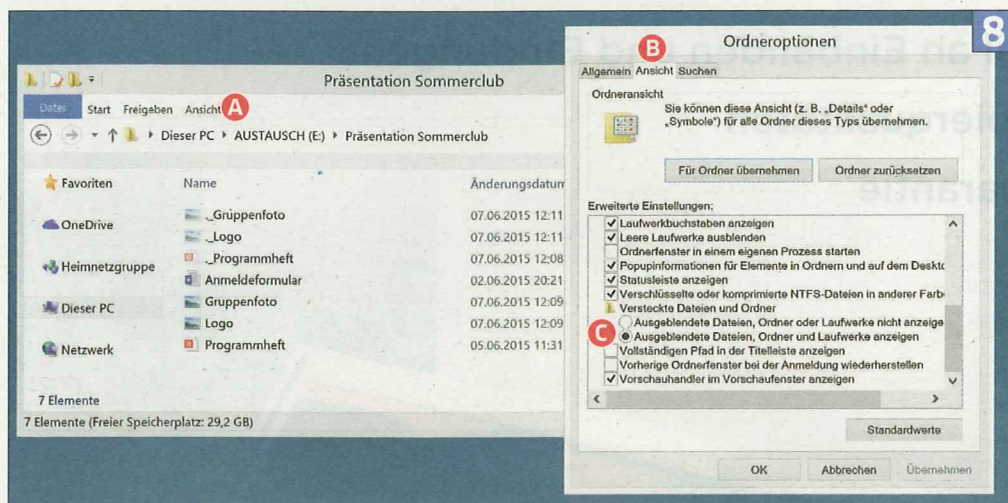 8
Präsentation Sommerclub
Datei Start Freigeben Ansicht A
Dieser PC AUSTAUSCH (E:) Präsentation Sommerclub
Favoriten
OneDrive
Heimnetzgruppe
Dieser PC
Netzwerk
Name Änderungsdatum
._Gruppenfoto 07.06.2015 12:11
._Logo 07.06.2015 12:11
._Programmheft 07.06.2015 12:08
Anmeldeformular 02.06.2015 20:21
Gruppenfoto 07.06.2015 12:09
Logo 07.06.2015 12:09
Programmheft 05.06.2015 11:31
7 Elemente
7 Elemente (Freier Speicherplatz: 29,2 GB)
Ordneroptionen
B
Allgemein Ansicht Suchen
Ordneransicht
Sie können diese Ansicht (z. B. „Details" oder
„Symbole") für alle Ordner dieses Typs übernehmen.
Für Ordner übernehmen Ordner zurücksetzen
Erweiterte Einstellungen:
Laufwerkbuchstaben anzeigen
Leere Laufwerke ausblenden
Ordnerfenster in einem eigenen Prozess starten
Popupinformationen für Elemente in Ordnern und auf dem Deskto
Statusleiste anzeigen
Verschlüsselte oder komprimierte NTFS-Dateien in anderer Farb
Versteckte Dateien und Ordner
Ausgeblendete Dateien, Ordner oder Laufwerke nicht anzeige
C Ausgeblendete Dateien, Ordner und Laufwerke anzeigen
Vollständigen Pfad in der Titelleiste anzeigen
Vorherige Ordnerfenster bei der Anmeldung wiederherstellen
Vorschauhandler im Vorschaufenster anzeigen
Standardwerte
OK Abbrechen Übernehmen